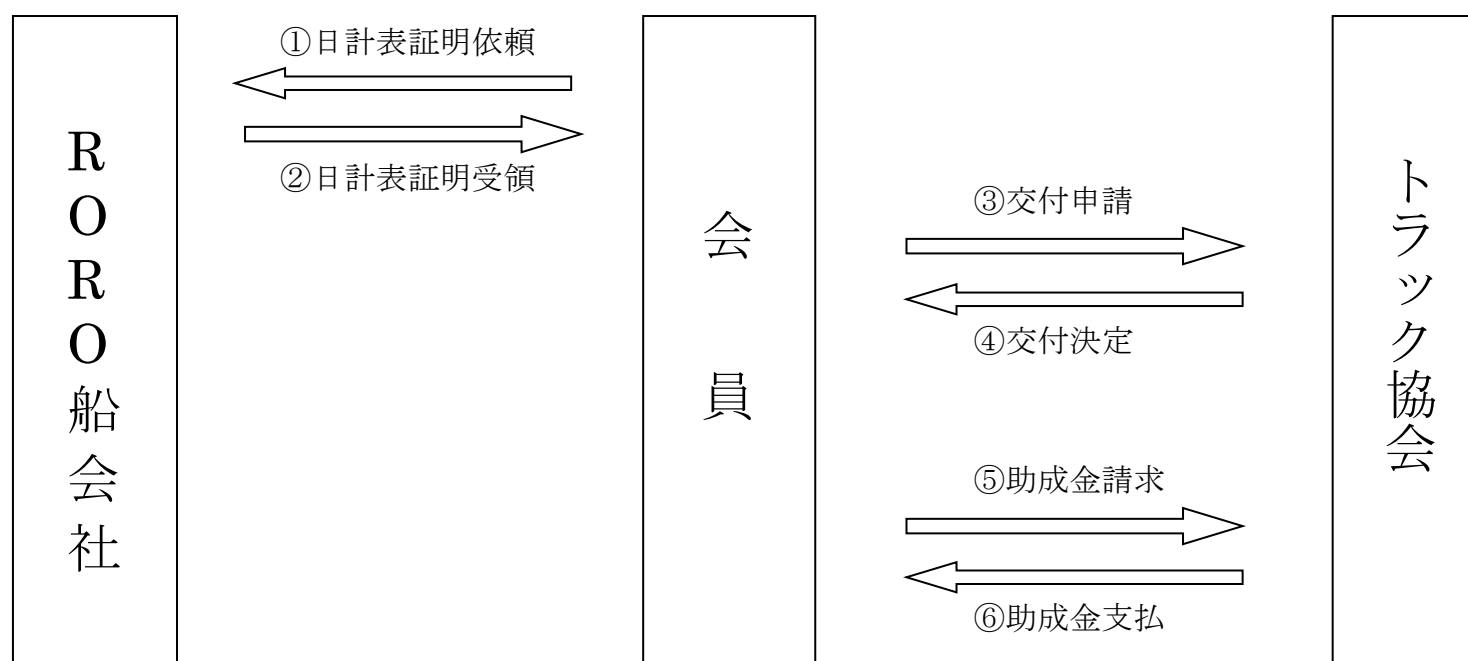 RORO船会社
①日計表証明依頼
②日計表証明受領
会員
③交付申請
④交付決定
⑤助成金請求
⑥助成金支払
トラック協会